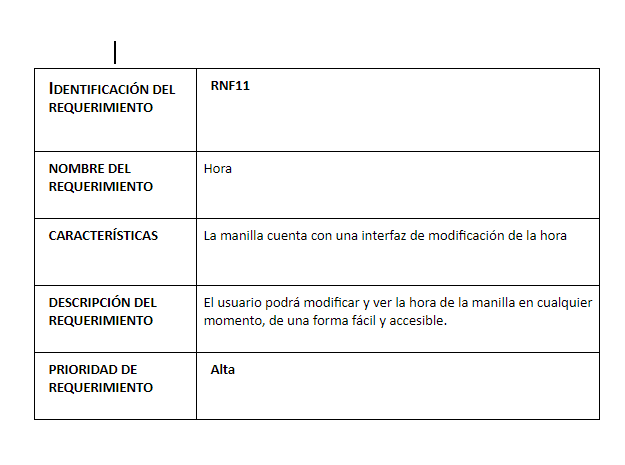 IDENTIFICACIÓN DEL
REQUERIMIENTO
RNF11
NOMBRE DEL
REQUERIMIENTO
Hora
CARACTERÍSTICAS
La manilla cuenta con una interfaz de modificación de la hora
DESCRIPCIÓN DEL
REQUERIMIENTO
El usuario podrá modificar y ver la hora de la manilla en cualquier
momento, de una forma fácil y accesible.
PRIORIDAD DE
REQUERIMIENTO
Alta